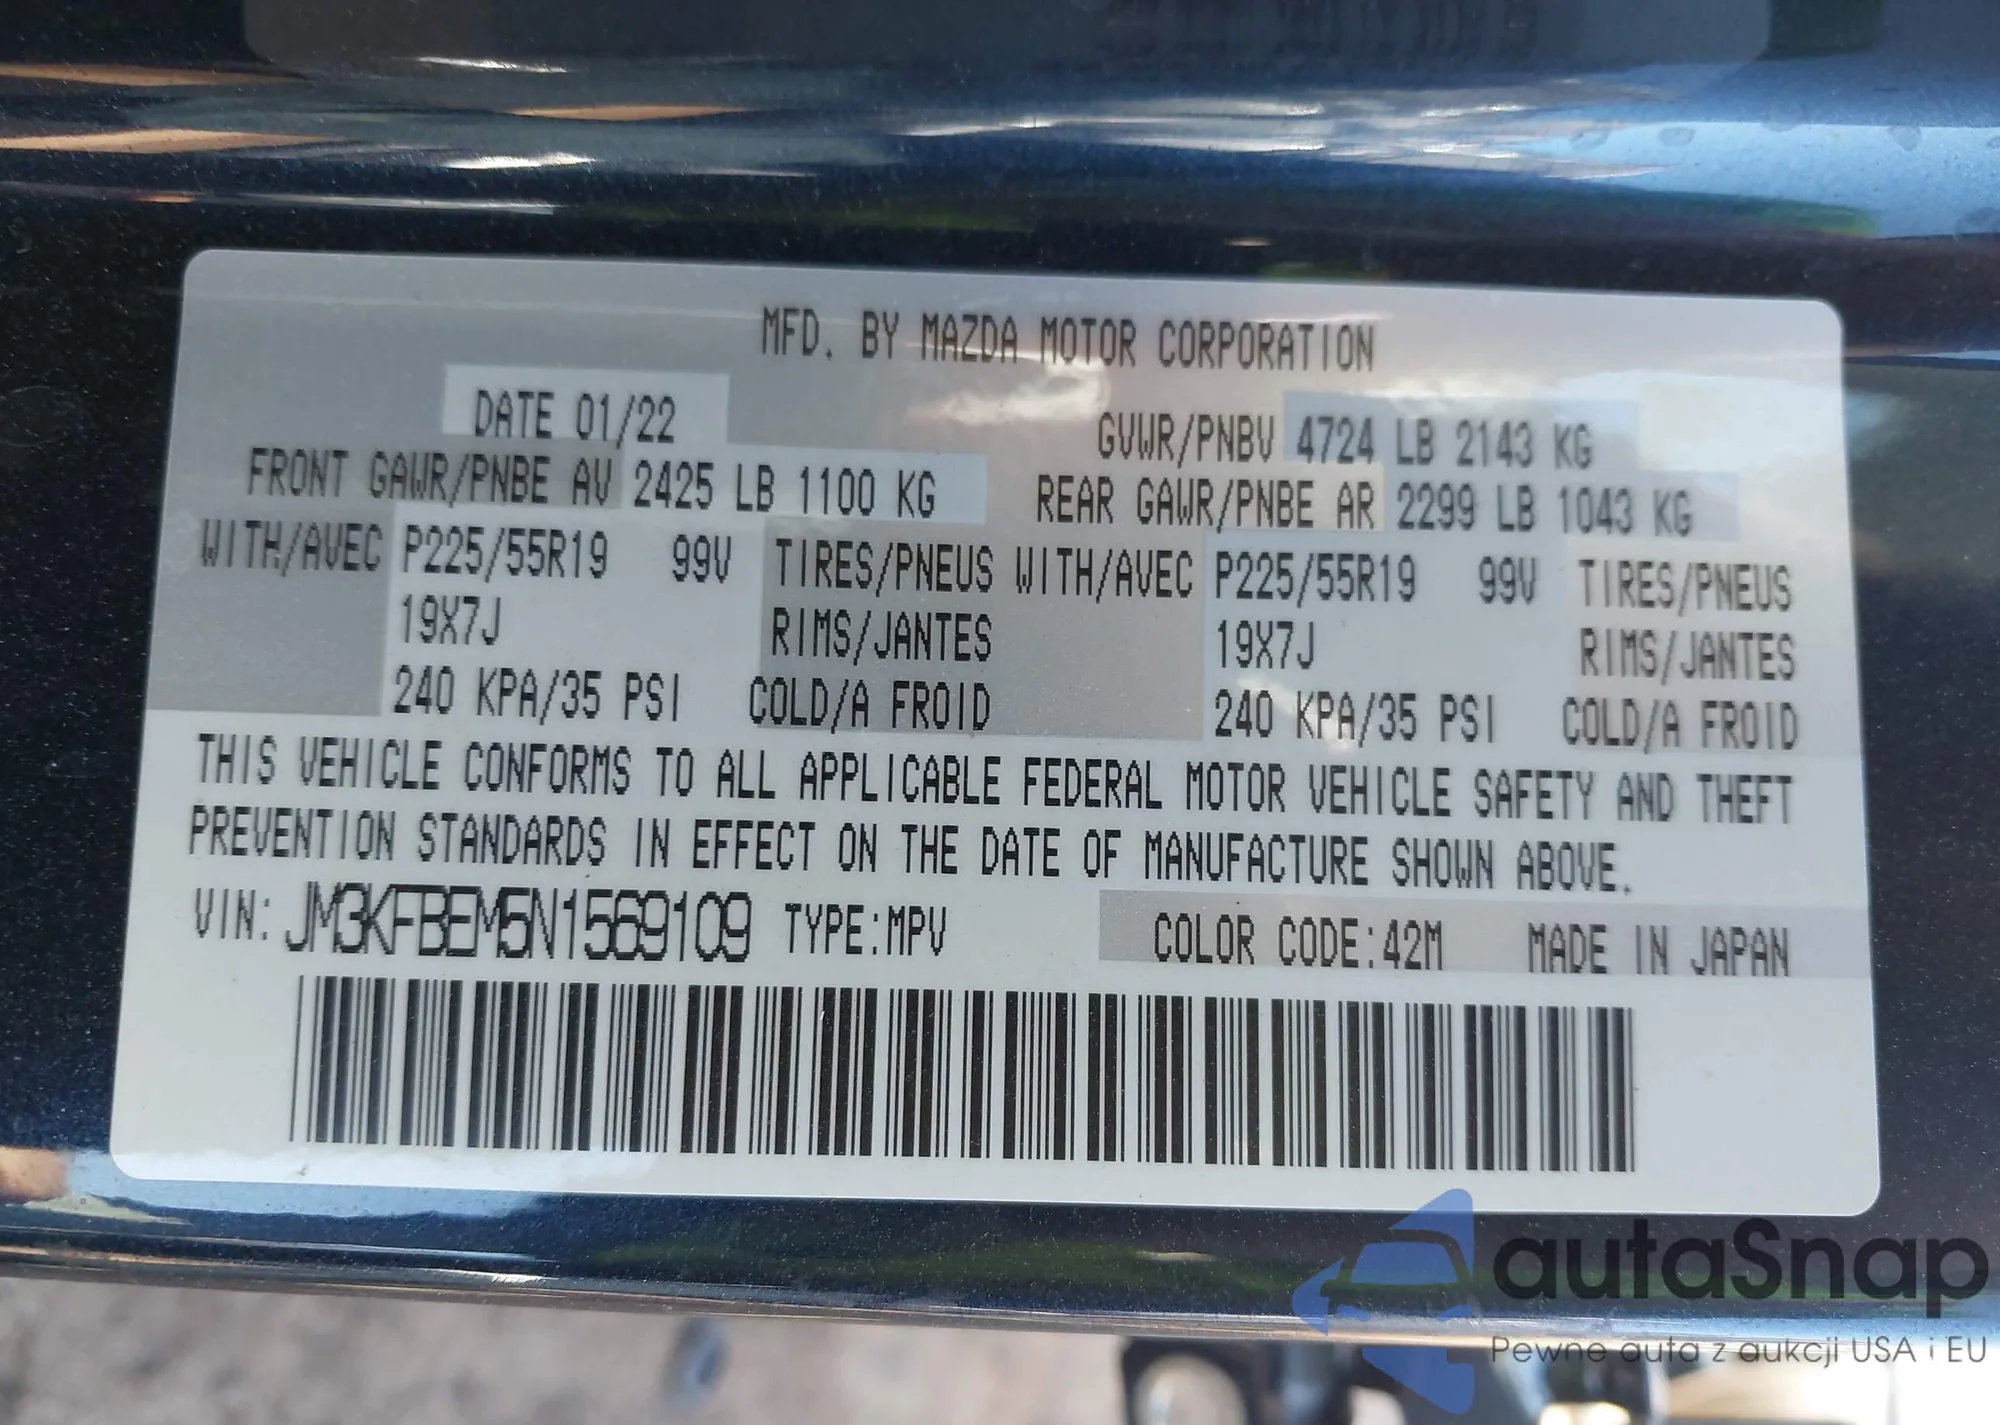 MFD. BY MAZDA MOTOR CORPORATION
DATE 01/22 GVWR/PNBV 4724 LB 2143 KG
FRONT GAWR/PNBE AV 2425 LB 1100 KG REAR GAWR/PNBE AR 2299 LB 1043 KG
WITH/AVEC P225/55R19 99V TIRES/PNEUS WITH/AVEC P225/55R19 99V TIRES/PNEUS
19X7J RIMS/JANTES 19X7J RIMS/JANTES
240 KPA/35 PSI COLD/A FROID 240 KPA/35 PSI COLD/A FROID
THIS VEHICLE CONFORMS TO ALL APPLICABLE FEDERAL MOTOR VEHICLE SAFETY AND THEFT
PREVENTION STANDARDS IN EFFECT ON THE DATE OF MANUFACTURE SHOWN ABOVE.
VIN: JM3KFBEM5N1569109 TYPE:MPV COLOR CODE:42M MADE IN JAPAN
autaSnap
Pewne auta z aukcji USA i EU